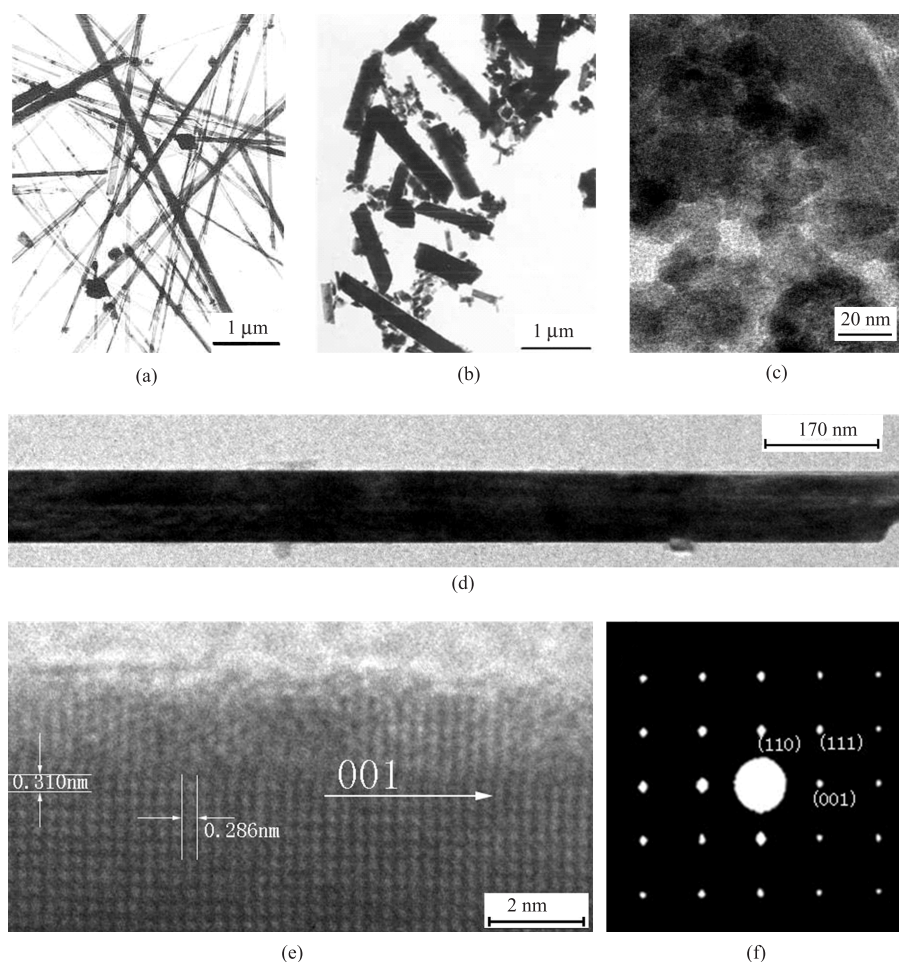 1 μm
1 μm
20 nm
(a)
(b)
(c)
170 nm
(d)
0.310nm
001
0.286nm
2 nm
(110)
(111)
(001)
(e)
(f)